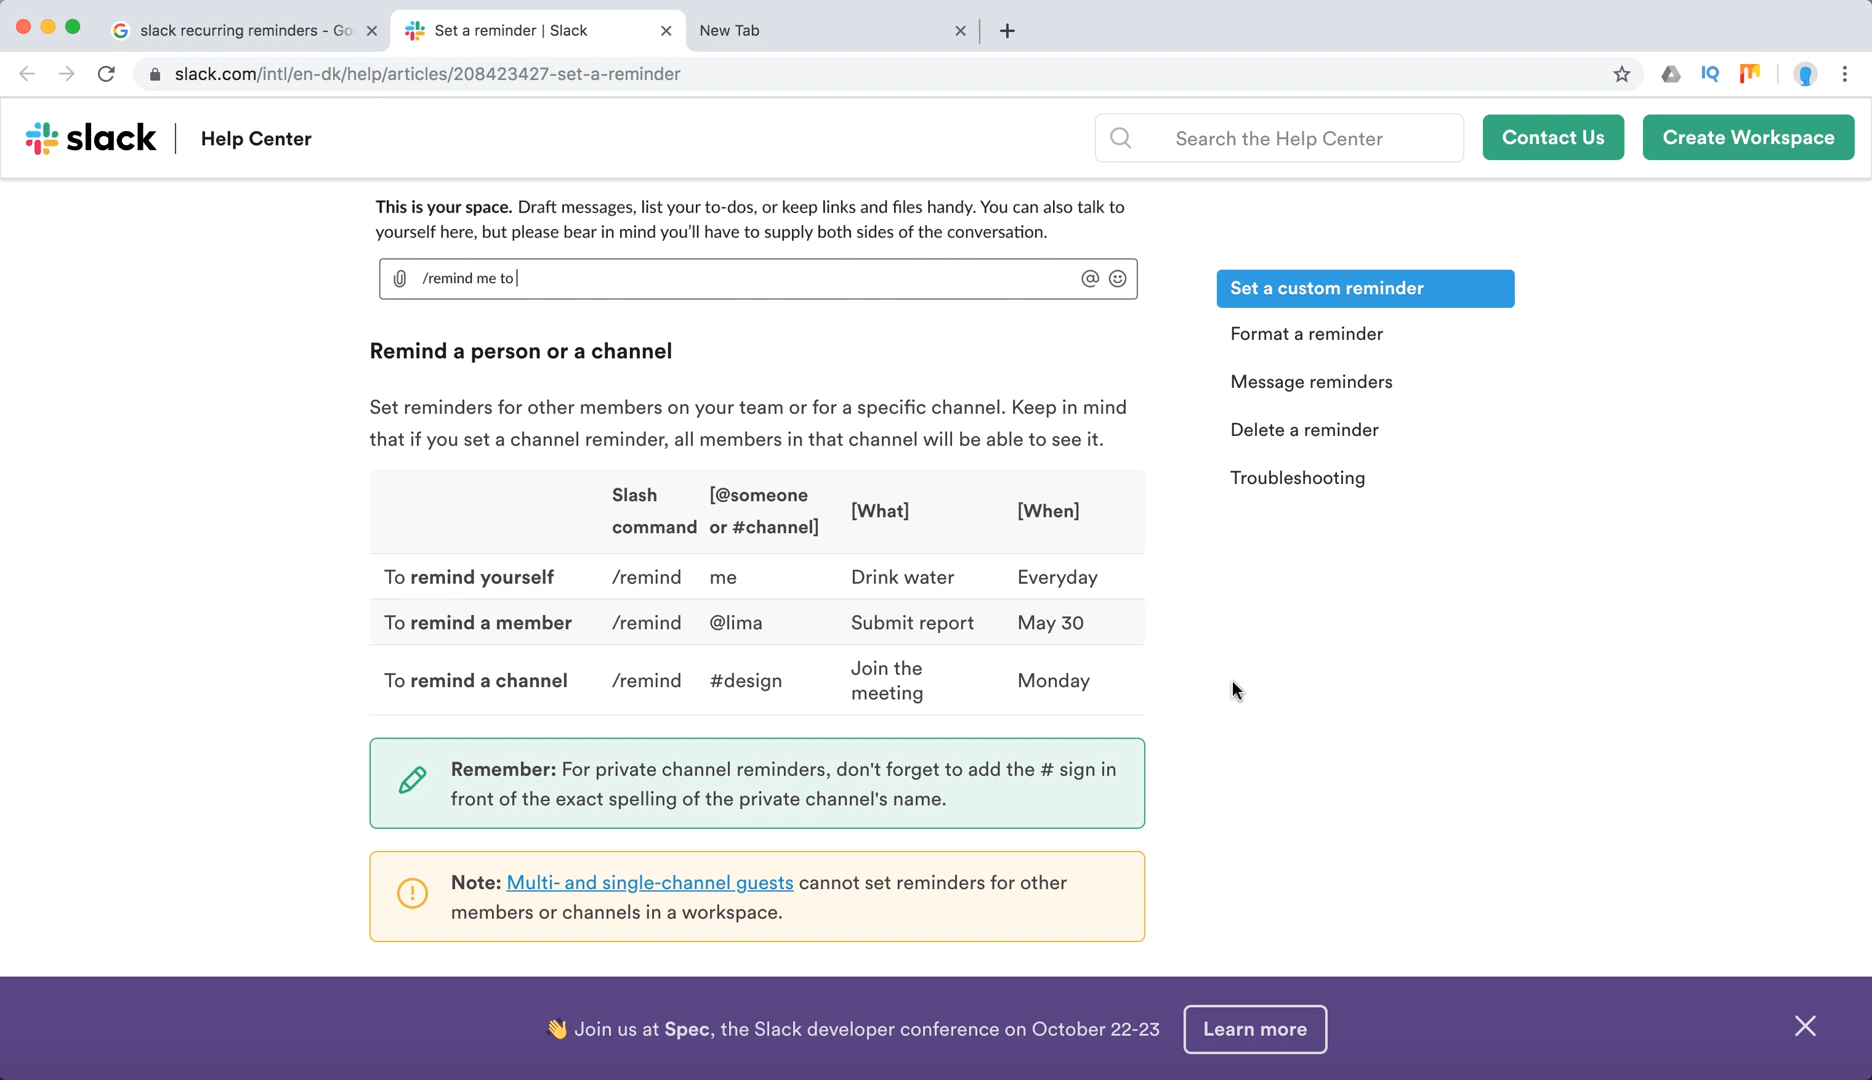 slack recurring reminders - Goo
Set a reminder | Slack
New Tab
slack.com/intl/en-dk/help/articles/208423427-set-a-reminder
IQ
slack
Help Center
Search the Help Center
Contact Us
Create Workspace
This is your space. Draft messages, list your to-dos, or keep links and files handy. You can also talk to
yourself here, but please bear in mind you'll have to supply both sides of the conversation.
/remind me to
Set a custom reminder
Format a reminder
Message reminders
Delete a reminder
Troubleshooting
Remind a person or a channel
Set reminders for other members on your team or for a specific channel. Keep in mind
that if you set a channel reminder, all members in that channel will be able to see it.
Slash command [@someone or #channel] [What] [When]
To remind yourself /remind me Drink water Everyday
To remind a member /remind @lima Submit report May 30
To remind a channel /remind #design Join the meeting Monday
Remember: For private channel reminders, don't forget to add the # sign in
front of the exact spelling of the private channel's name.
Note: Multi- and single-channel guests cannot set reminders for other
members or channels in a workspace.
👋 Join us at Spec, the Slack developer conference on October 22-23
Learn more